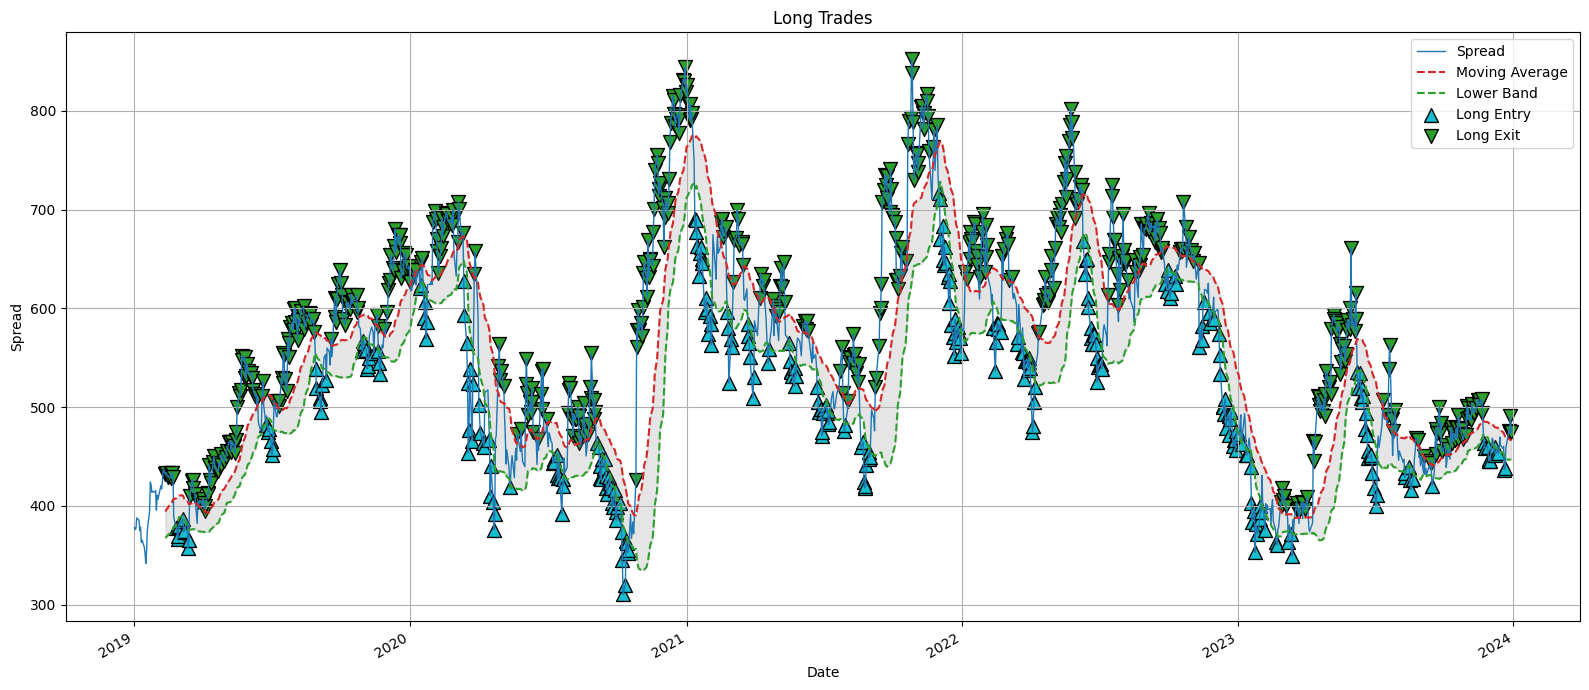 Long Trades
Spread
Moving Average
Lower Band
Long Entry
Long Exit
800
700
600
500
400
300
Spread
2019
2020
2021
2022
2023
2024
Date